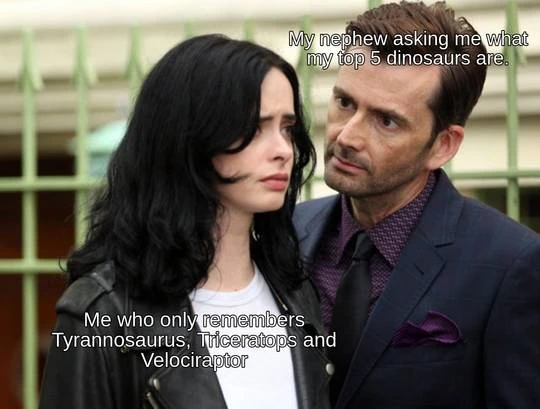 My nephew asking me what
my top 5 dinosaurs are.
Me who only remembers
Tyrannosaurus, Triceratops and
Velociraptor